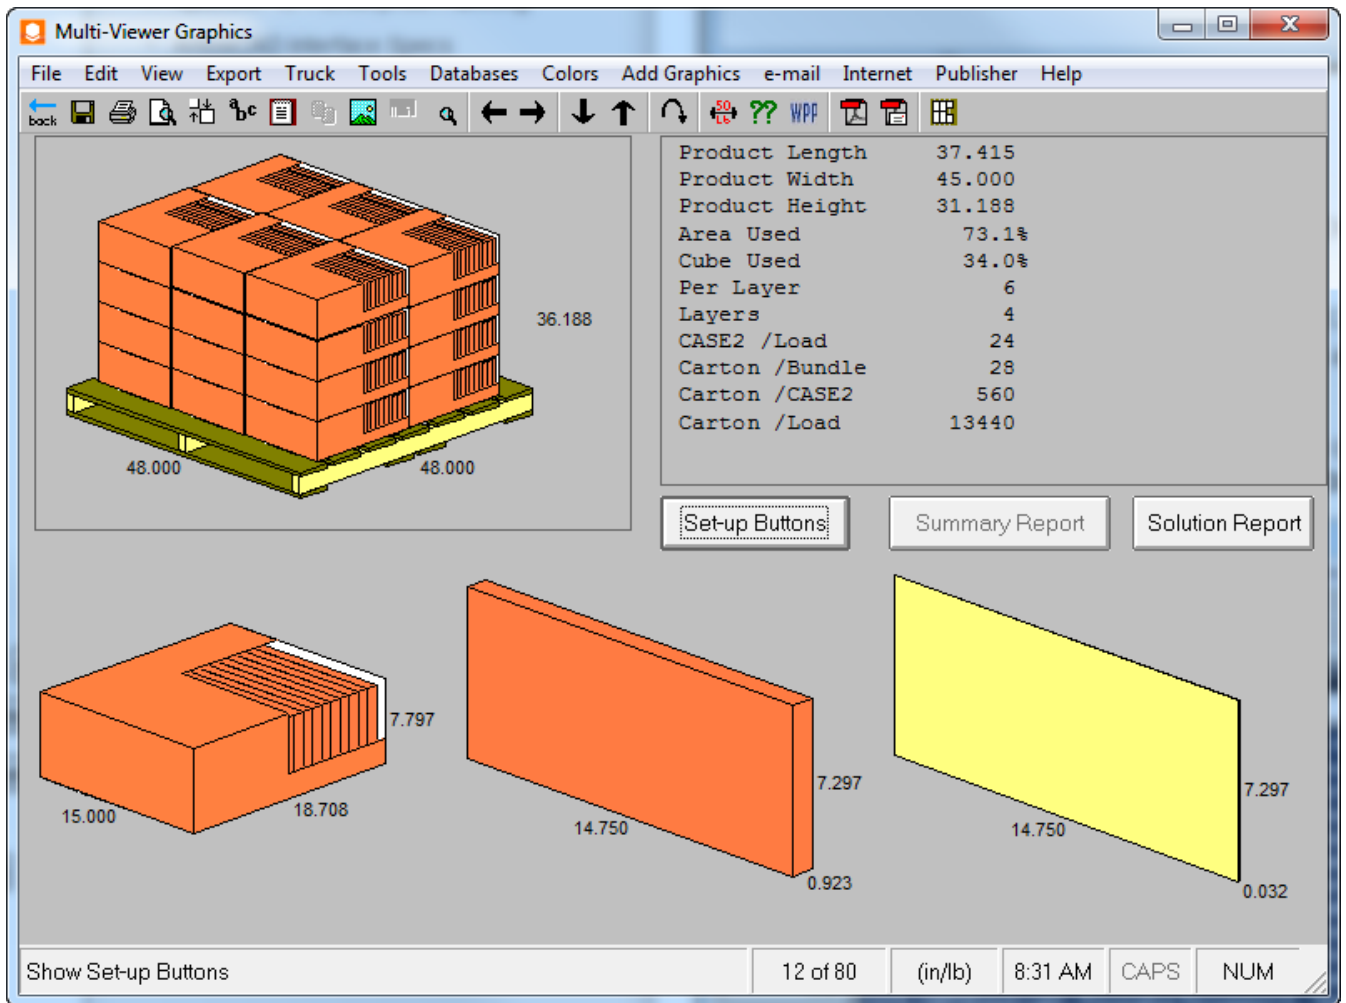 Multi-Viewer Graphics
File Edit View Export Truck Tools Databases Colors Add Graphics e-mail Internet Publisher Help
back abc 50 Lb ?? WPP
Product Length 37.415
Product Width 45.000
Product Height 31.188
Area Used 73.1%
Cube Used 34.0%
Per Layer 6
Layers 4
CASE2 /Load 24
Carton /Bundle 28
Carton /CASE2 560
Carton /Load 13440
36.188
48.000 48.000
Set-up Buttons Summary Report Solution Report
7.797
15.000 18.708
7.297
14.750
0.923
7.297
14.750
0.032
Show Set-up Buttons 12 of 80 (in/lb) 8:31 AM CAPS NUM